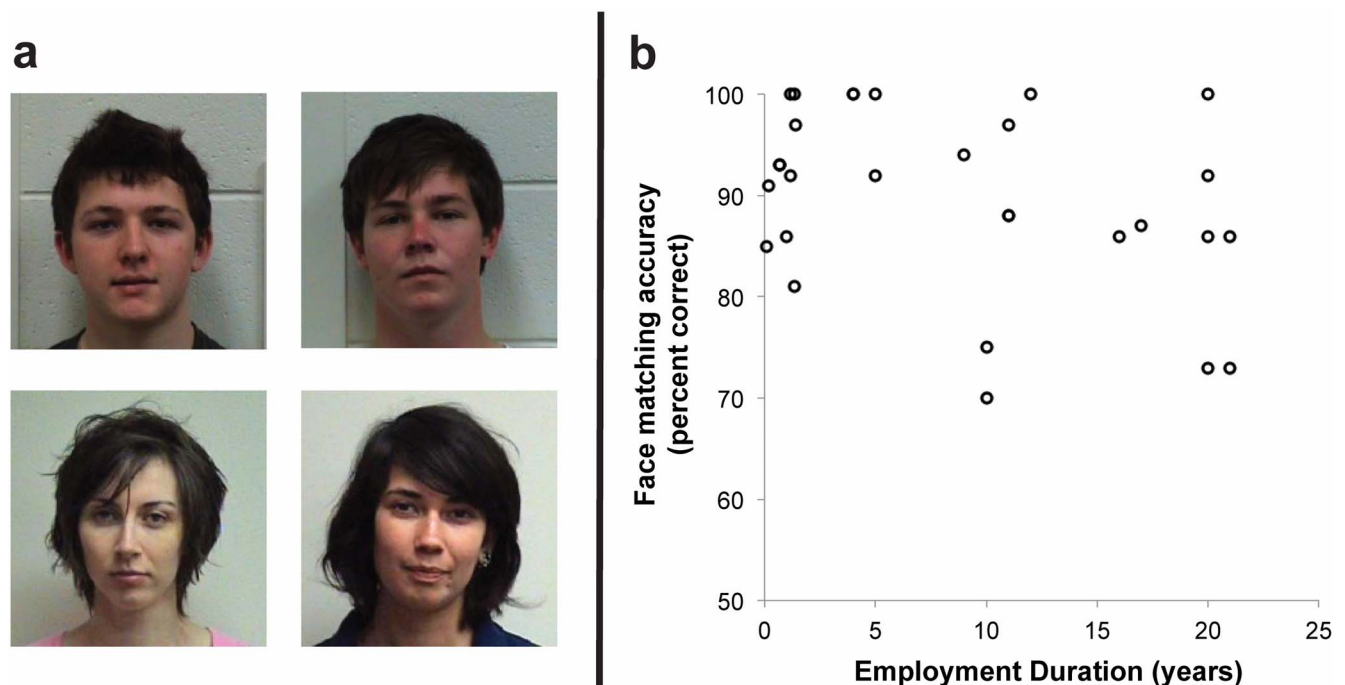 a
b
Face matching accuracy
(percent correct)
100
90
80
70
60
50
0 5 10 15 20 25
Employment Duration (years)